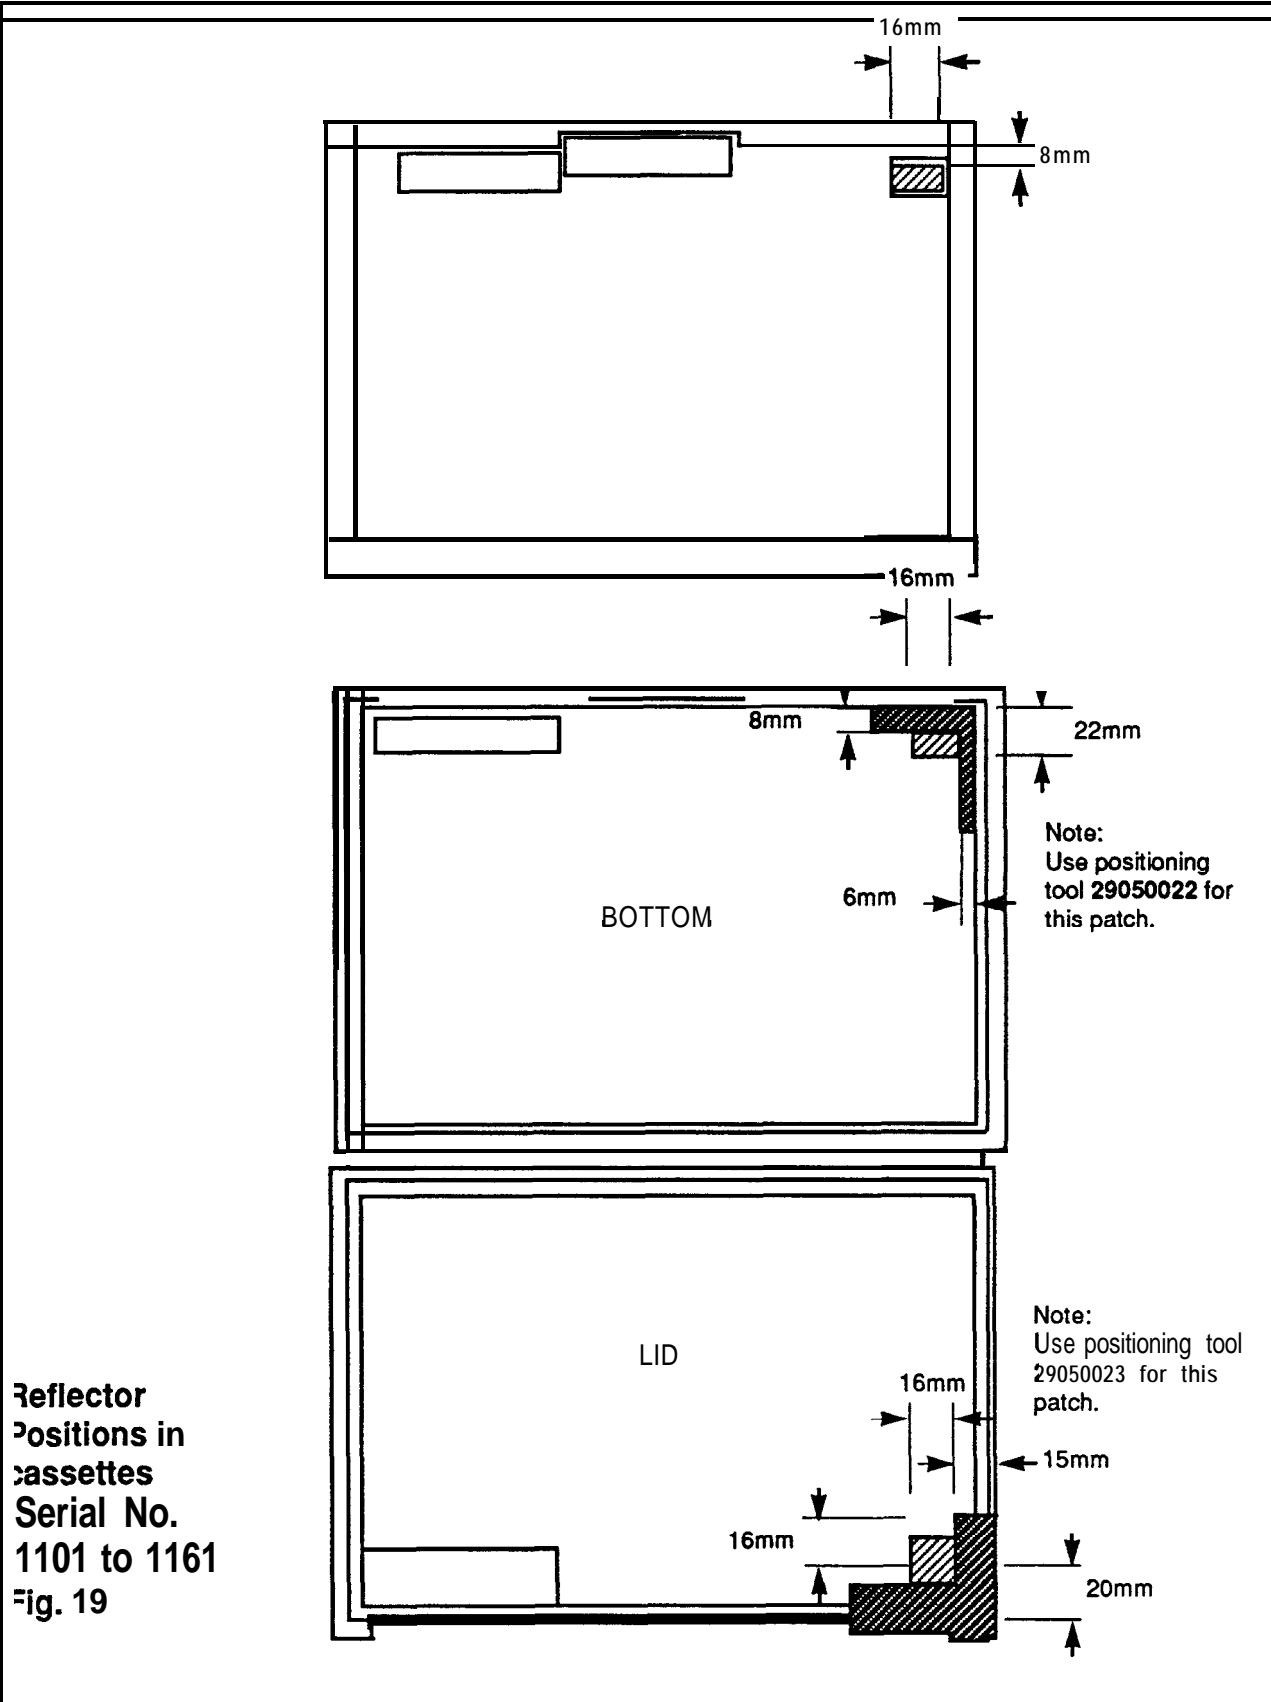 16mm
8mm
16mm
8mm
22mm
Note:
Use positioning
tool 29050022 for
this patch.
6mm
BOTTOM
Note:
Use positioning tool
29050023 for this
patch.
LID
16mm
15mm
16mm
20mm
Reflector
Positions in
cassettes
Serial No.
1101 to 1161
Fig. 19